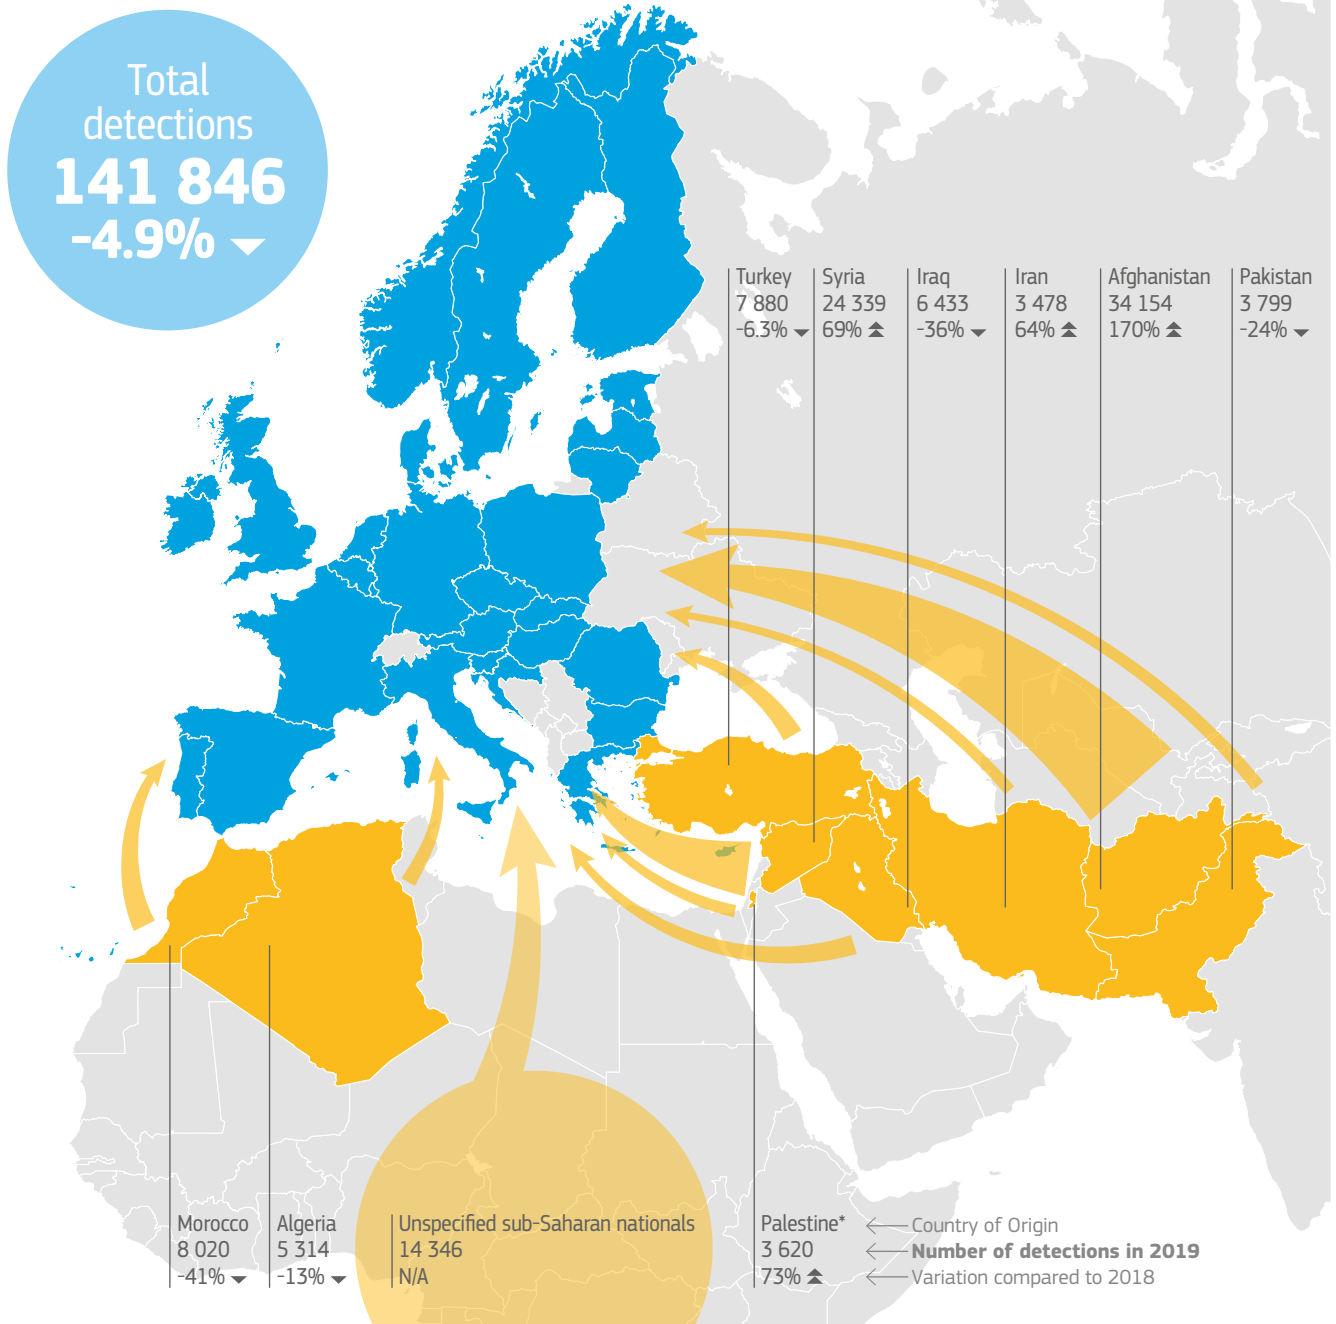 Total
detections
141 846
-4.9%
Turkey
7 880
-6.3%
Syria
24 339
69%
Iraq
6 433
-36%
Iran
3 478
64%
Afghanistan
34 154
170%
Pakistan
3 799
-24%
Morocco
8 020
-41%
Algeria
5 314
-13%
Unspecified sub-Saharan nationals
14 346
N/A
Palestine*
3 620
73%
Country of Origin
Number of detections in 2019
Variation compared to 2018